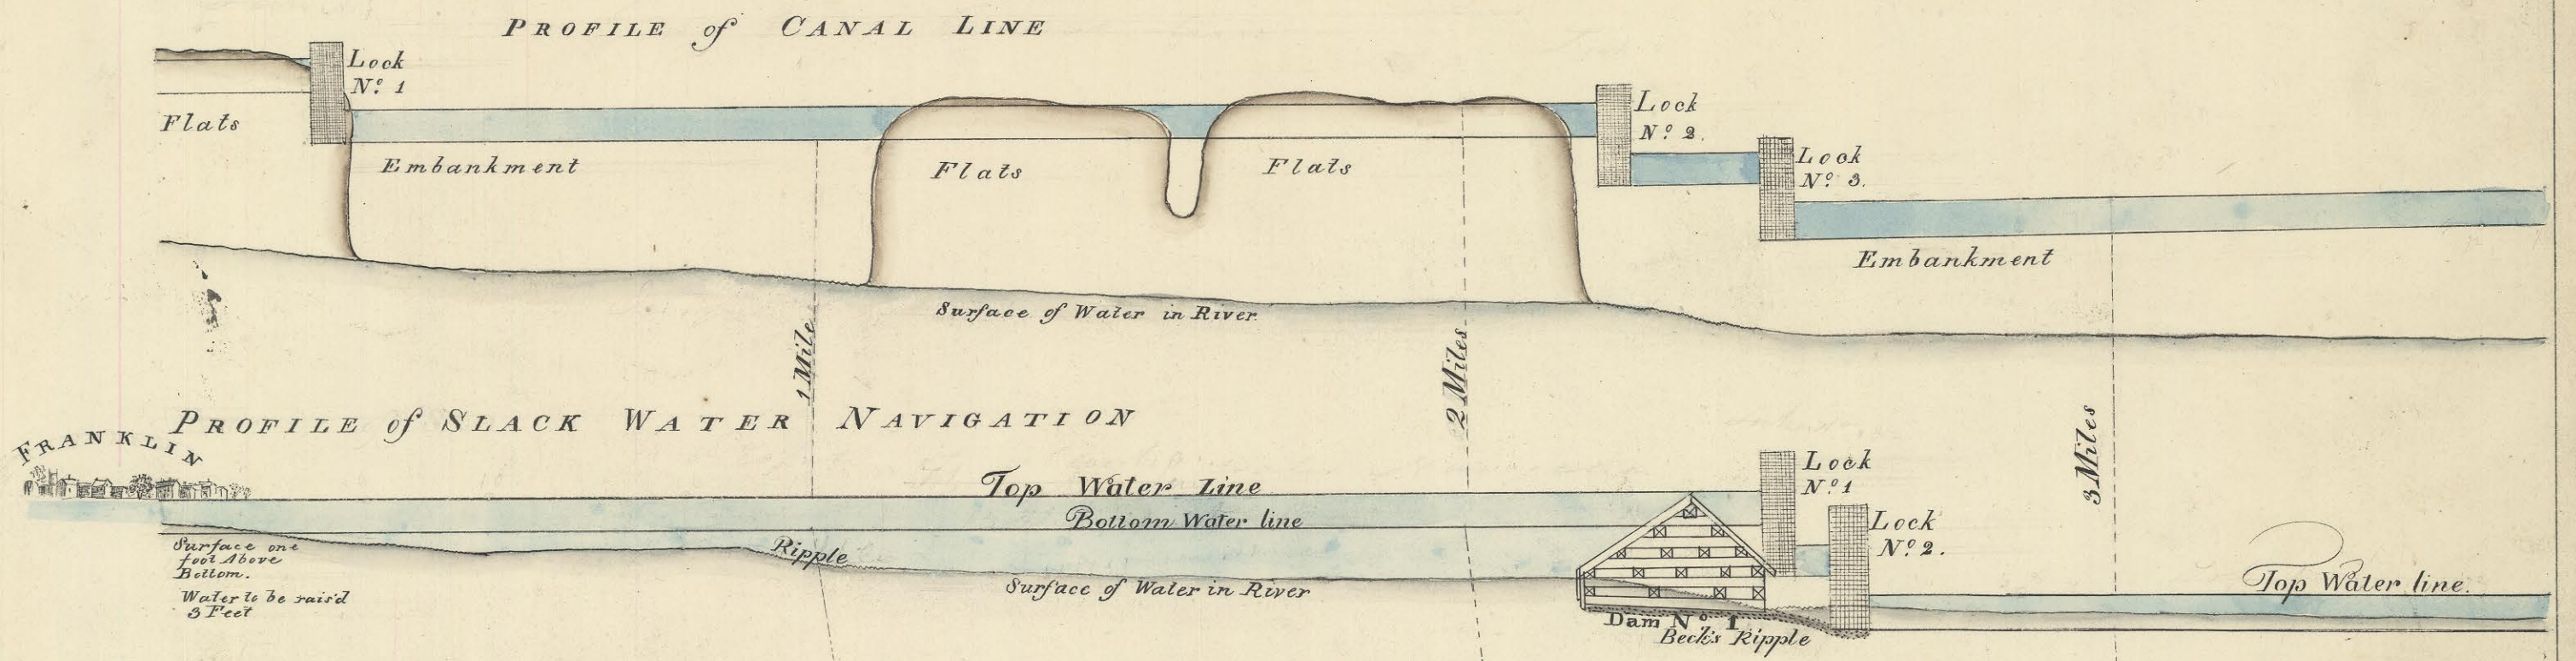 PROFILE of CANAL LINE
Lock
No. 1
Flats
Embankment
Flats
Flats
Lock
No. 2.
Lock
No. 3.
Embankment
Surface of Water in River
1 Mile
2 Miles
3 Miles
PROFILE of SLACK WATER NAVIGATION
FRANKLIN
Top Water Line
Bottom Water line
Ripple
Surface of Water in River
Surface one
foot Above
Bottom.
Water to be rais'd
3 Feet
Lock
No. 1
Lock
No. 2.
Dam No. 1
Beck's Ripple
Top Water line.